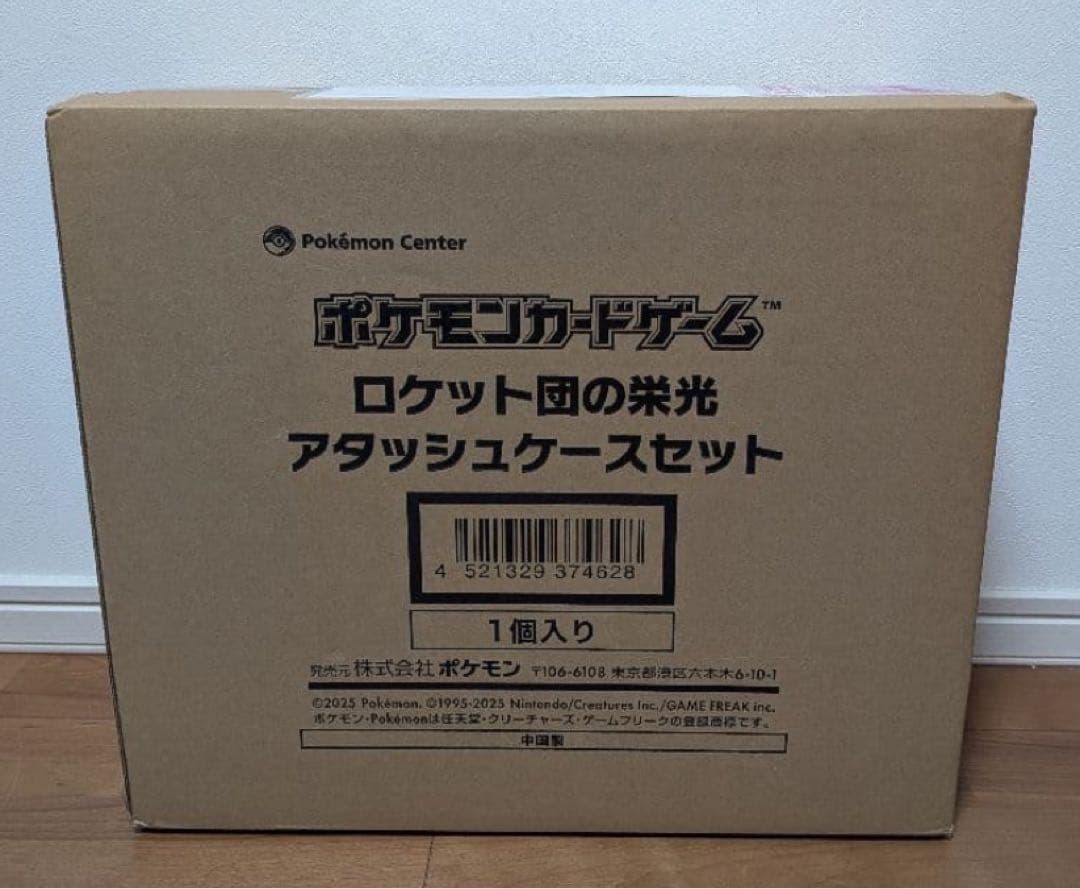 Pokémon Center
ポケモンカードゲーム™
ロケット団の栄光
アタッシュケースセット
4 521329 374628
1個入り
発売元 株式会社 ポケモン 〒106-6108 東京都港区六本木6-10-1
©2025 Pokémon. ©1995-2025 Nintendo/Creatures Inc./GAME FREAK inc.
ポケモン・Pokémonは任天堂・クリーチャーズ・ゲームフリークの登録商標です。
中国製